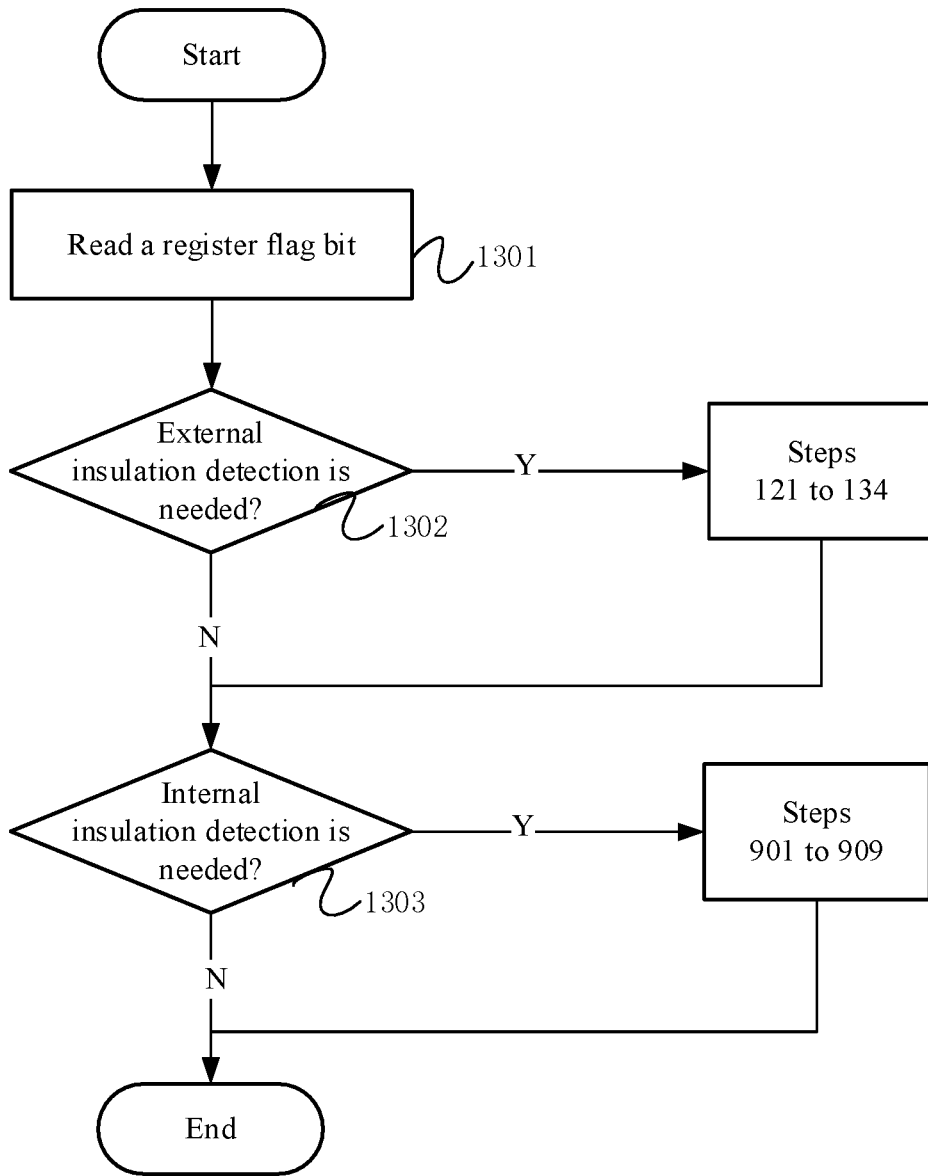 Start
Read a register flag bit
1301
External
insulation detection is
needed?
Y
Steps
121 to 134
1302
N
Internal
insulation detection is
needed?
Y
Steps
901 to 909
1303
N
End